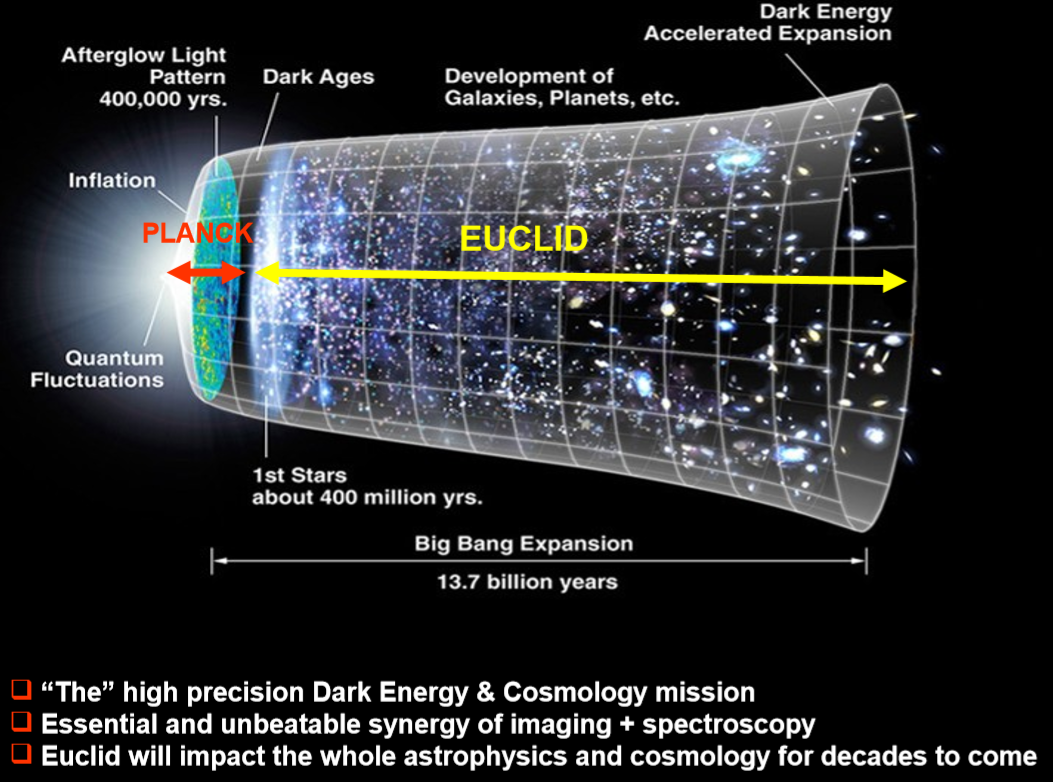 Dark Energy
Accelerated Expansion
Afterglow Light
Pattern
400,000 yrs.
Dark Ages
Development of
Galaxies, Planets, etc.
Inflation
PLANCK
EUCLID
Quantum
Fluctuations
1st Stars
about 400 million yrs.
Big Bang Expansion
13.7 billion years
“The” high precision Dark Energy & Cosmology mission
Essential and unbeatable synergy of imaging + spectroscopy
Euclid will impact the whole astrophysics and cosmology for decades to come